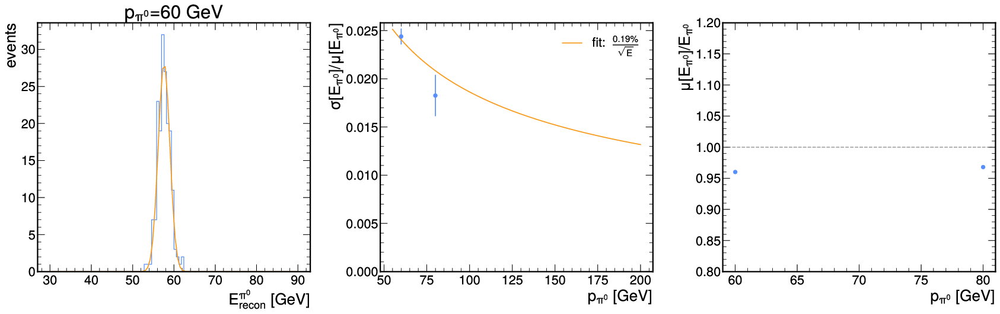 p_π⁰=60 GeV
events
0 5 10 15 20 25 30
30 40 50 60 70 80 90
E_recon^π⁰ [GeV]
σ[E_π⁰]/μ[E_π⁰]
0.000 0.005 0.010 0.015 0.020 0.025
fit: 0.19%/√E
50 75 100 125 150 175 200
p_π⁰ [GeV]
μ[E_π⁰]/E_π⁰
0.80 0.85 0.90 0.95 1.00 1.05 1.10 1.15 1.20
60 65 70 75 80
p_π⁰ [GeV]